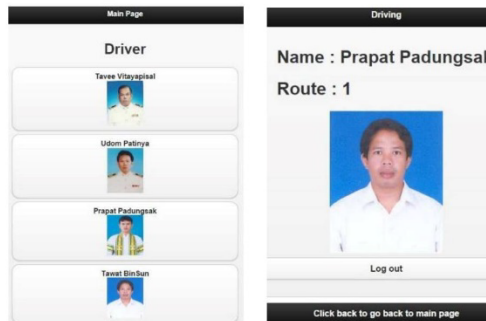 Main Page
Driver
Tavee Vitayapisal
Udom Patinya
Prapat Padungsak
Tawat BinSun
Driving
Name : Prapat Padungsak
Route : 1
Log out
Click back to go back to main page